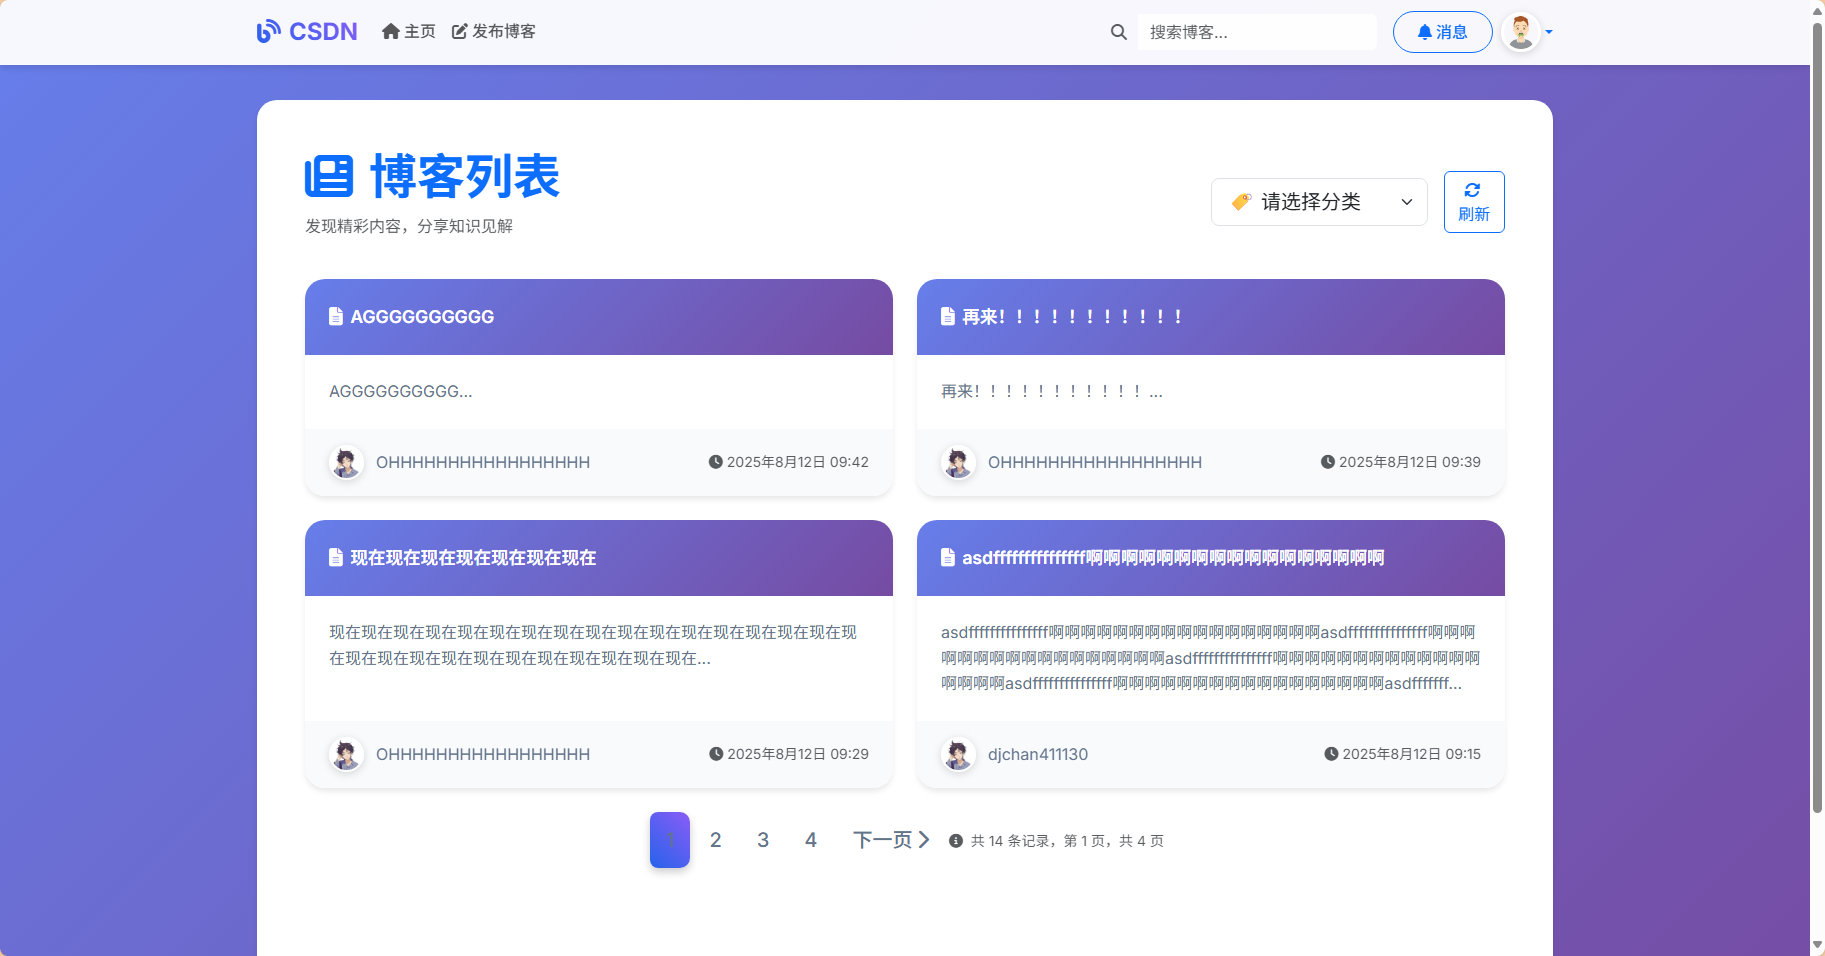 CSDN
主页
发布博客
搜索博客...
消息
博客列表
发现精彩内容，分享知识见解
请选择分类
刷新
AGGGGGGGGGGG
AGGGGGGGGGGG...
OHHHHHHHHHHHHHHHHH
2025年8月12日 09:42
再来！！！！！！！！！！！
再来！！！！！！！！！！！...
OHHHHHHHHHHHHHHHHH
2025年8月12日 09:39
现在现在现在现在现在现在现在
现在现在现在现在现在现在现在现在现在现在现在现在现在现在现在现在现
在现在现在现在现在现在现在现在现在现在现在现在...
OHHHHHHHHHHHHHHHHH
2025年8月12日 09:29
asdfffffffffffffff啊啊啊啊啊啊啊啊啊啊啊啊啊啊啊啊啊
asdfffffffffffffff啊啊啊啊啊啊啊啊啊啊啊啊啊啊啊啊啊asdfffffffffffffff啊啊啊
啊啊啊啊啊啊啊啊啊啊啊啊啊啊asdfffffffffffffff啊啊啊啊啊啊啊啊啊啊啊啊啊
啊啊啊啊asdfffffffffffffff啊啊啊啊啊啊啊啊啊啊啊啊啊啊啊啊啊asdfffffff...
djchan411130
2025年8月12日 09:15
1
2
3
4
下一页
共 14 条记录，第 1 页，共 4 页